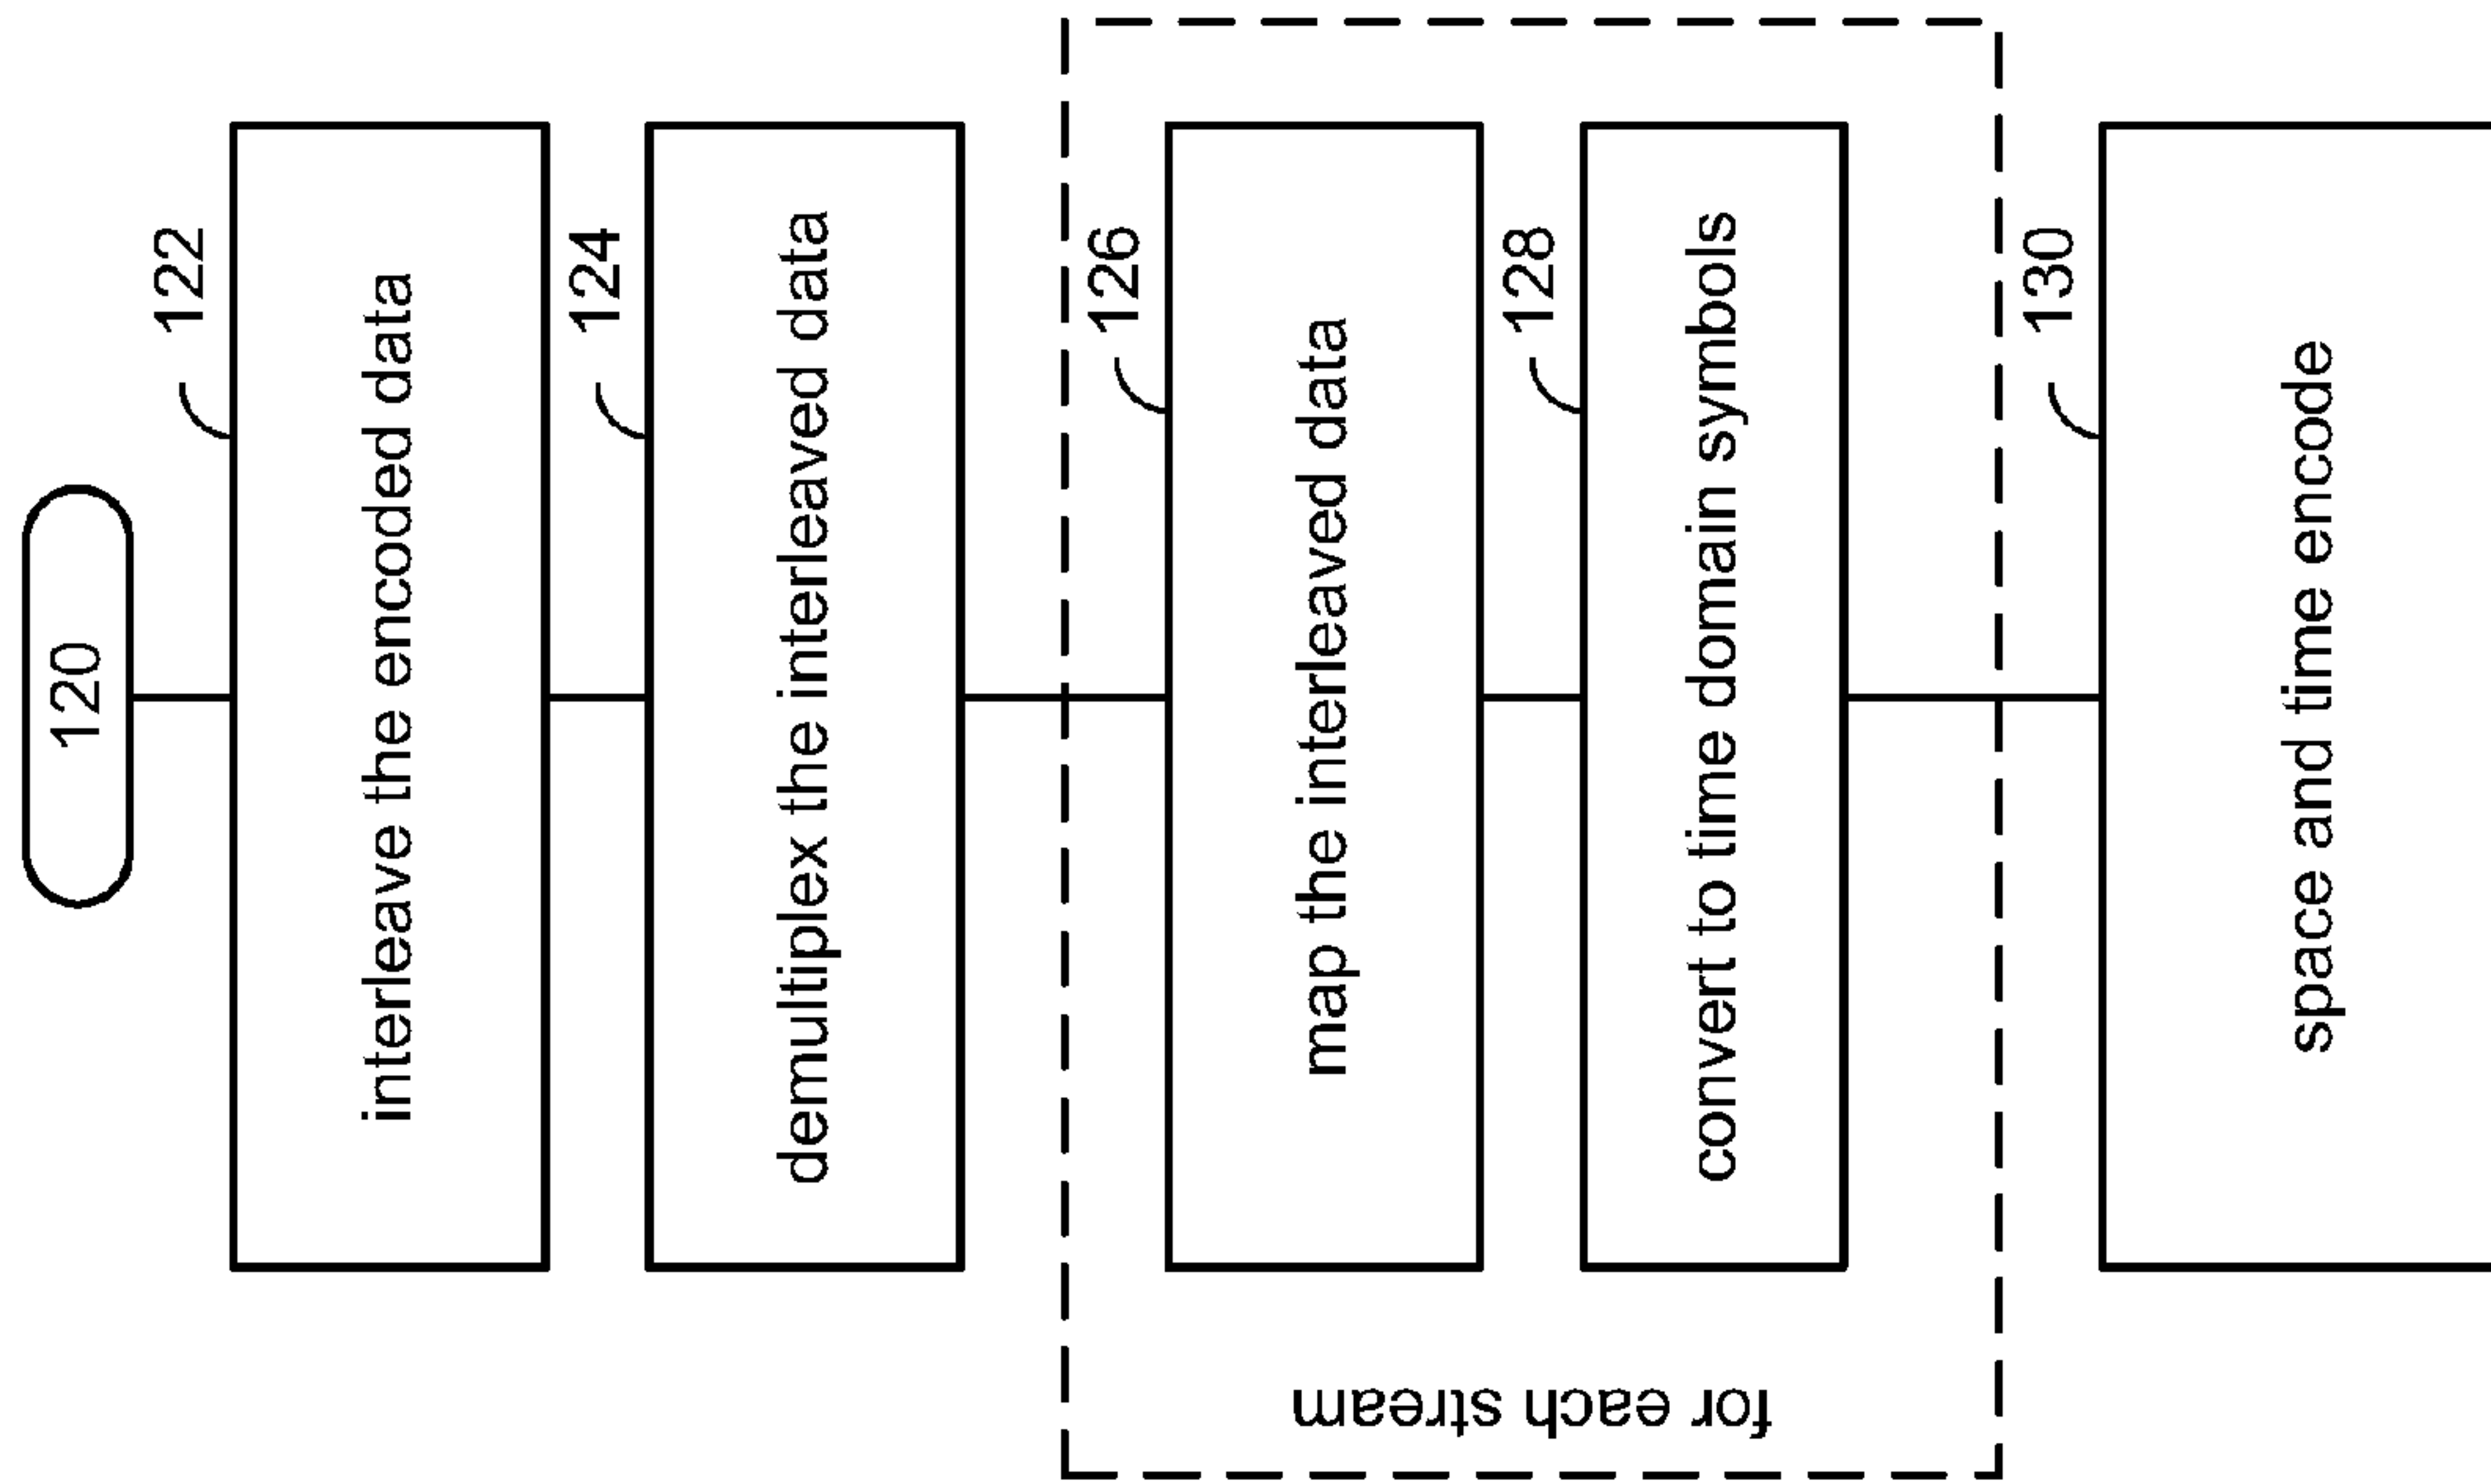 120
122
interleave the encoded data
124
demultiplex the interleaved data
for each stream
126
map the interleaved data
128
convert to time domain symbols
130
space and time encode